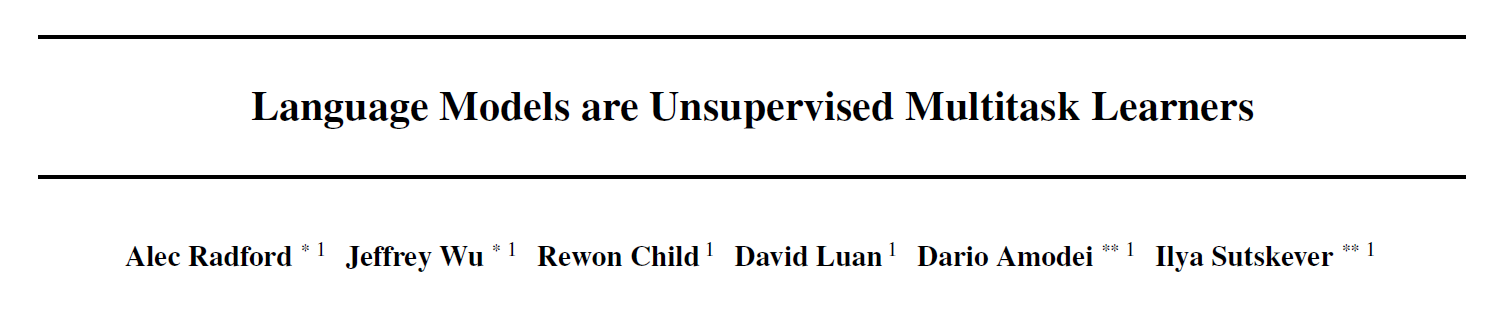 Language Models are Unsupervised Multitask Learners
Alec Radford * 1 Jeffrey Wu * 1 Rewon Child 1 David Luan 1 Dario Amodei ** 1 Ilya Sutskever ** 1